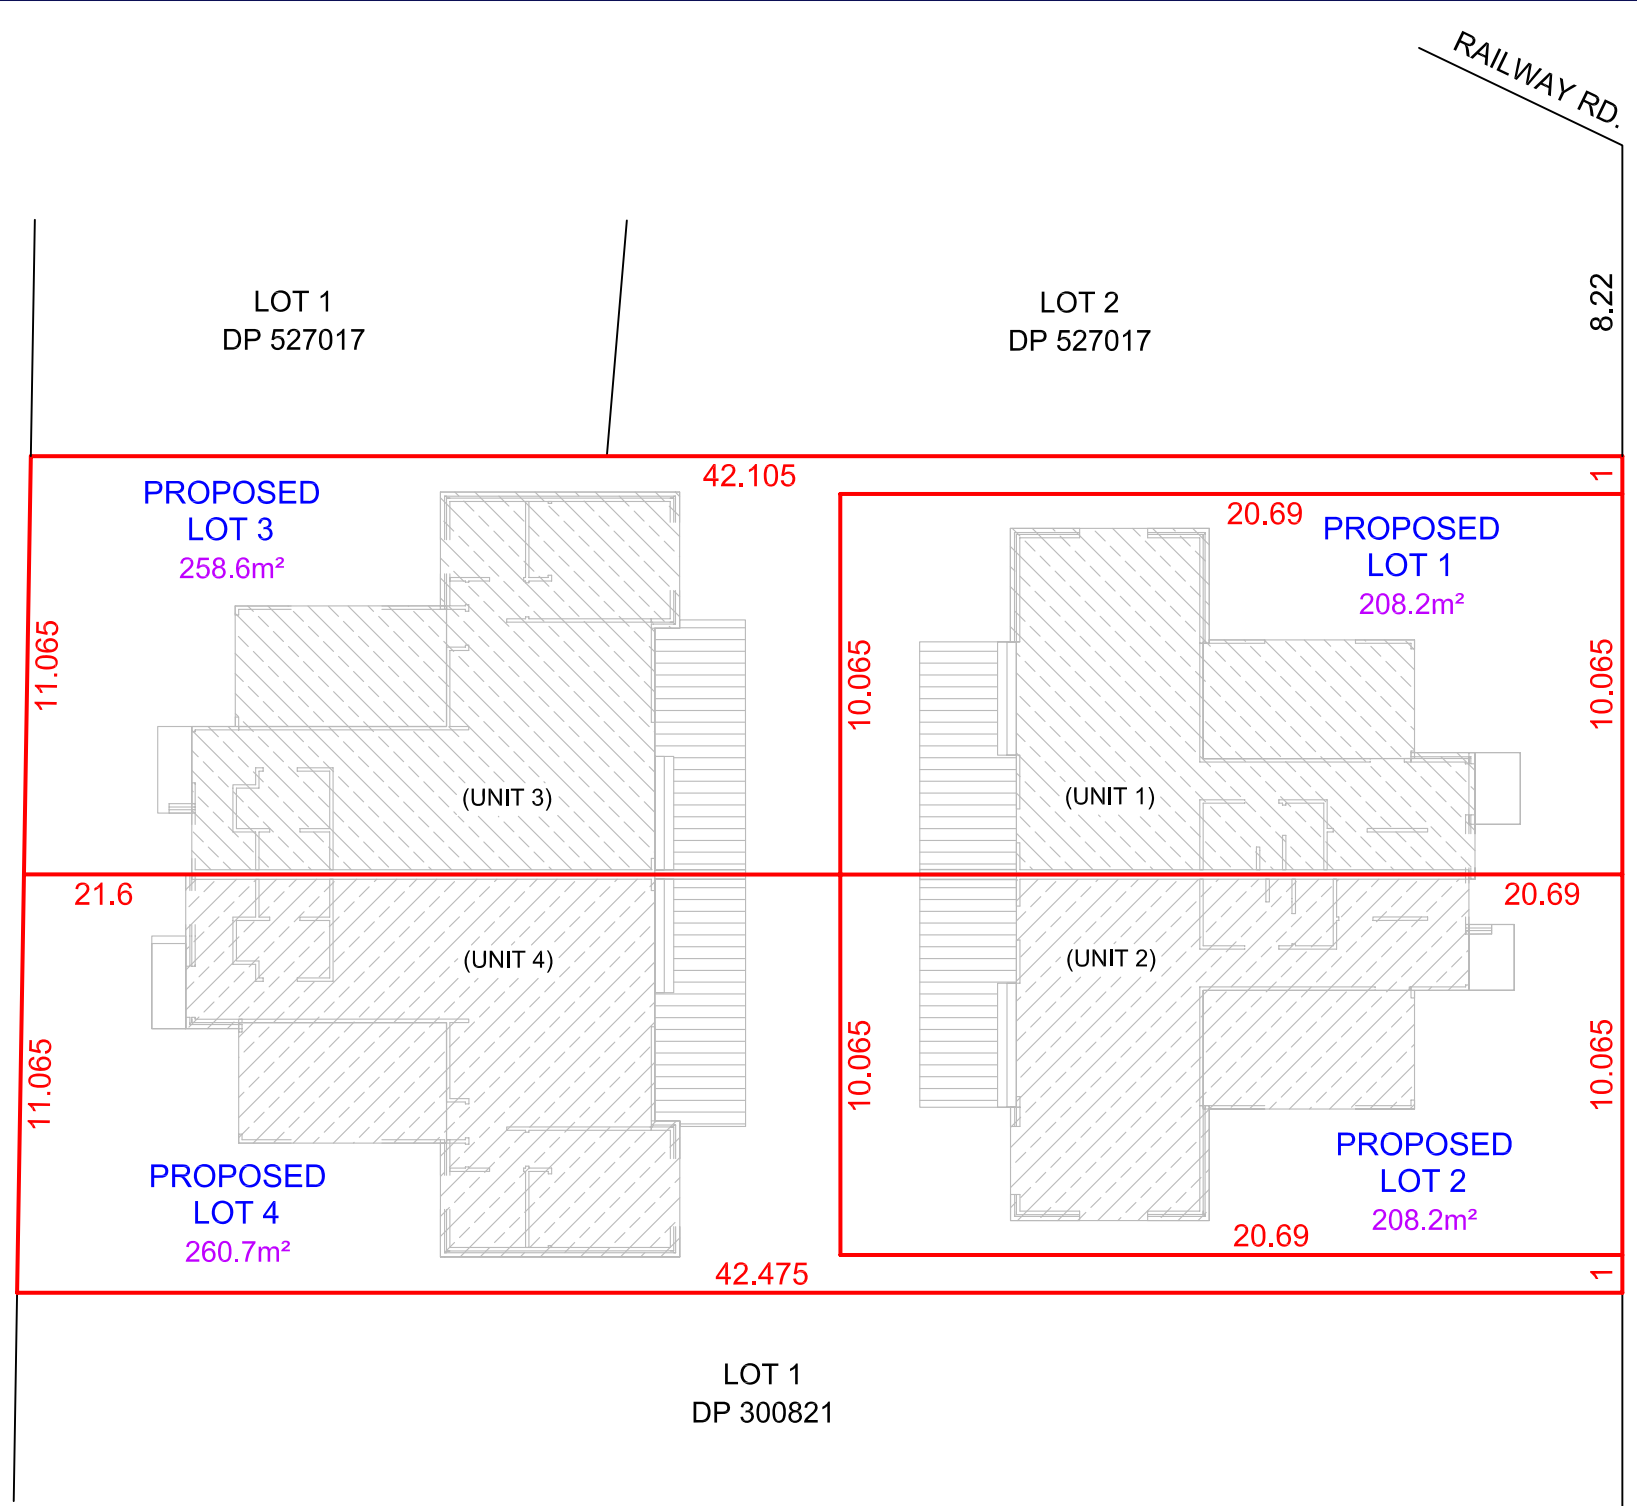 RAILWAY RD.
8.22
LOT 1
DP 527017
LOT 2
DP 527017
42.105
1
PROPOSED
LOT 3
258.6m²
20.69
PROPOSED
LOT 1
208.2m²
11.065
10.065
10.065
(UNIT 3)
(UNIT 1)
21.6
20.69
(UNIT 4)
(UNIT 2)
11.065
10.065
10.065
PROPOSED
LOT 4
260.7m²
PROPOSED
LOT 2
208.2m²
20.69
42.475
1
LOT 1
DP 300821